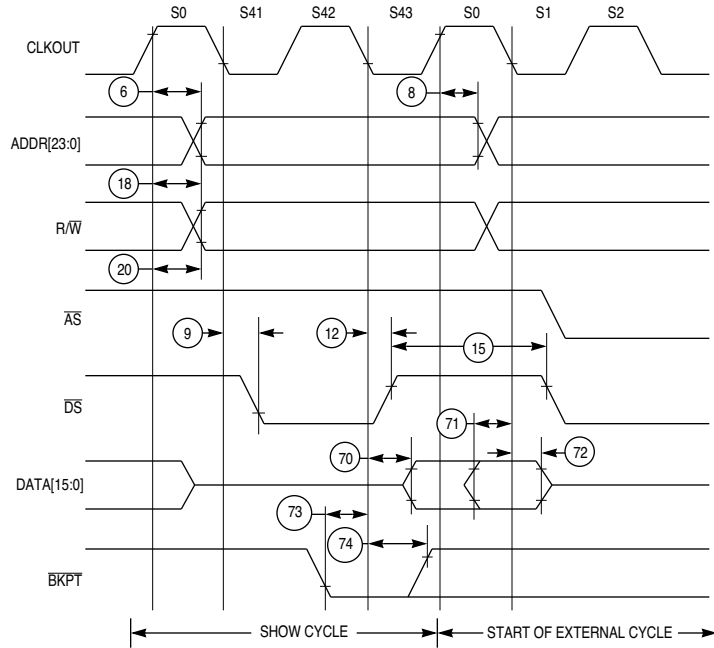 S0 S41 S42 S43 S0 S1 S2
CLKOUT
6 8
ADDR[23:0]
18
R/W
20
AS
9 12 15
DS
71
70 72
DATA[15:0]
73
74
BKPT
SHOW CYCLE START OF EXTERNAL CYCLE